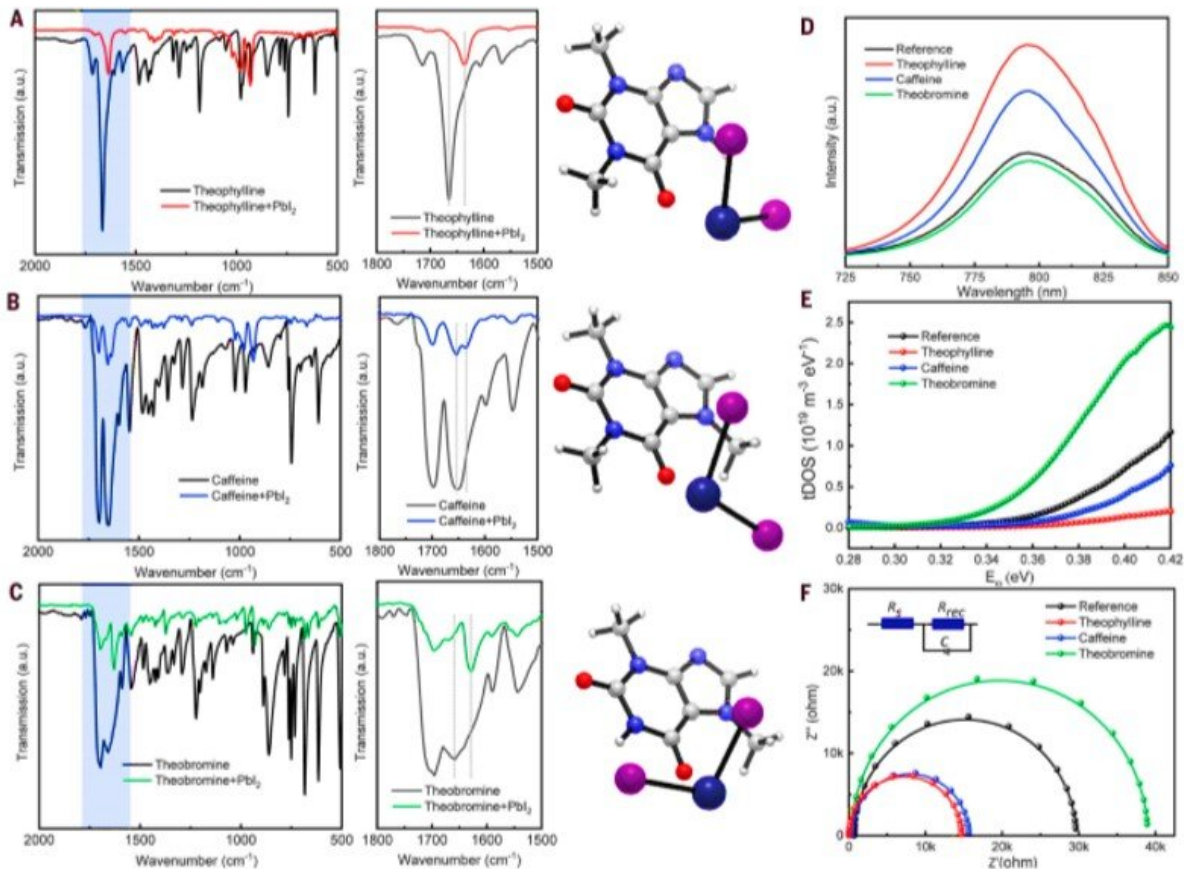 A
Transmission (a.u.)
Theophylline
Theophylline+PbI₂
2000 1500 1000 500
Wavenumber (cm⁻¹)
Transmission (a.u.)
Theophylline
Theophylline+PbI₂
1800 1700 1600 1500
Wavenumber (cm⁻¹)
B
Transmission (a.u.)
Caffeine
Caffeine+PbI₂
2000 1500 1000 500
Wavenumber (cm⁻¹)
Transmission (a.u.)
Caffeine
Caffeine+PbI₂
1800 1700 1600 1500
Wavenumber (cm⁻¹)
C
Transmission (a.u.)
Theobromine
Theobromine+PbI₂
2000 1500 1000 500
Wavenumber (cm⁻¹)
Transmission (a.u.)
Theobromine
Theobromine+PbI₂
1800 1700 1600 1500
Wavenumber (cm⁻¹)
D
Intensity (a.u.)
Reference
Theophylline
Caffeine
Theobromine
725 750 775 800 825 850
Wavelength (nm)
E
tDOS (10¹⁹ m⁻³ eV⁻¹)
2.5
2.0
1.5
1.0
0.5
0.0
Reference
Theophylline
Caffeine
Theobromine
0.28 0.30 0.32 0.34 0.36 0.38 0.40 0.42
(eV)
F
Z'' (ohm)
30k
20k
10k
0
Rₛ R_rec
C
Reference
Theophylline
Caffeine
Theobromine
0 10k 20k 30k 40k
Z'(ohm)